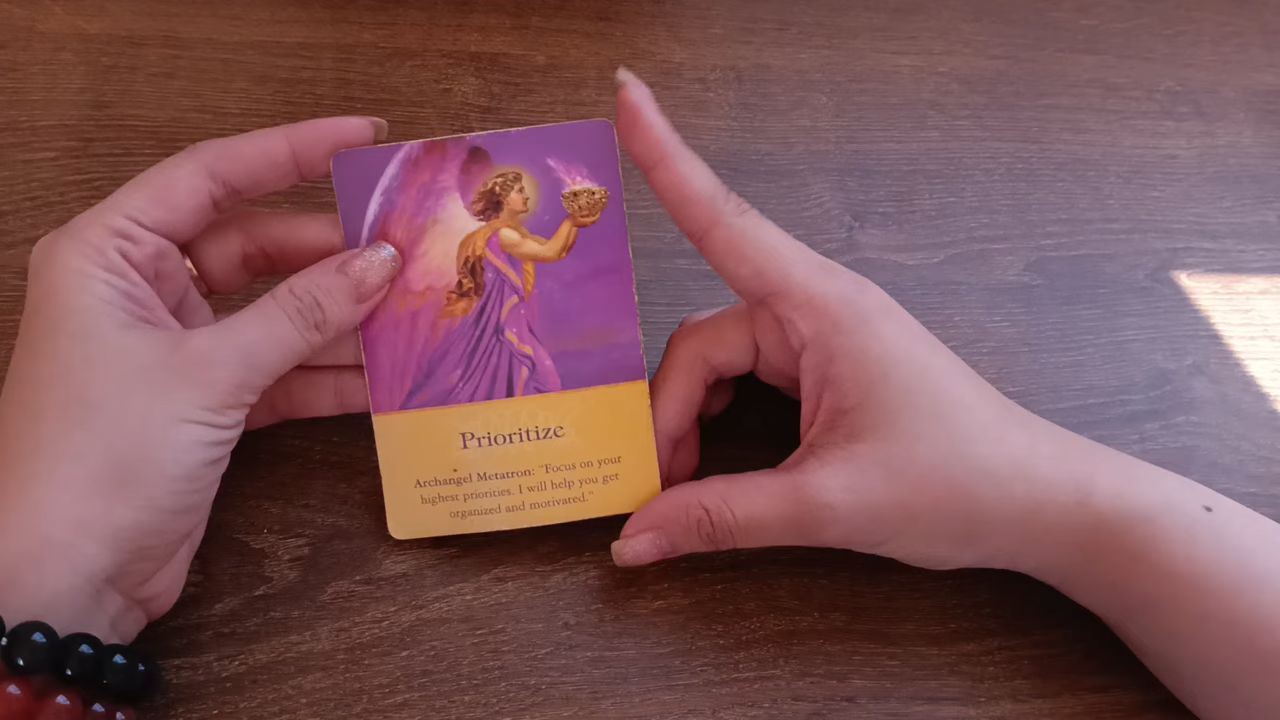 Prioritize
Archangel Metatron: "Focus on your
highest priorities. I will help you get
organized and motivated."